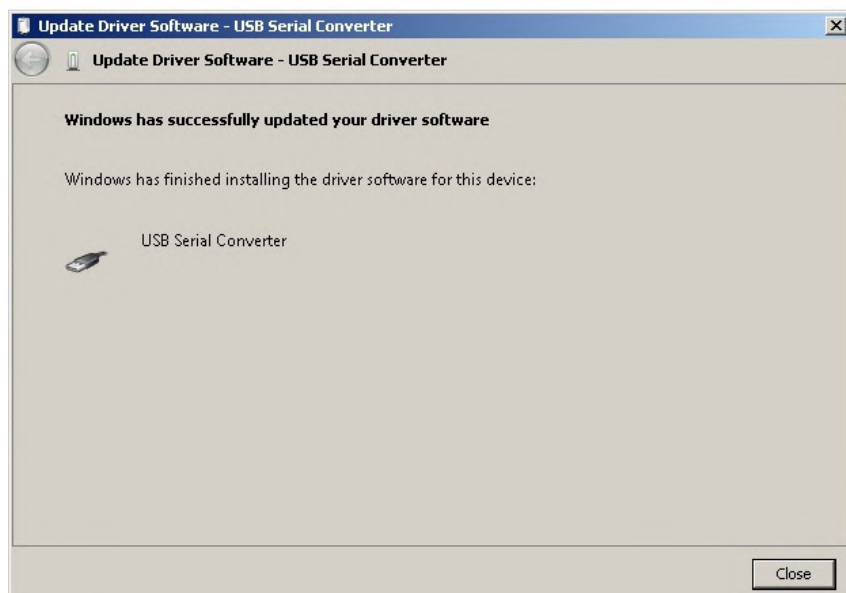 Update Driver Software - USB Serial Converter
Update Driver Software - USB Serial Converter
Windows has successfully updated your driver software
Windows has finished installing the driver software for this device:
USB Serial Converter
Close